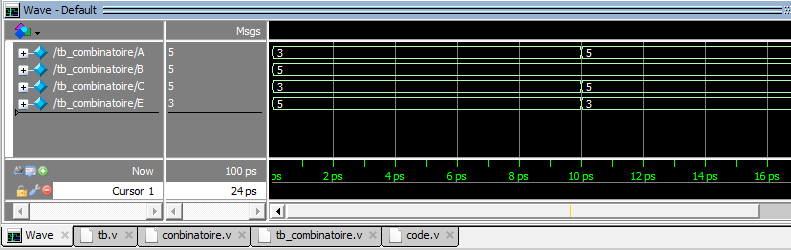 Wave - Default
Msgs
/tb_combinatoire/A 5 3 5
/tb_combinatoire/B 5 5
/tb_combinatoire/C 5 3 5
/tb_combinatoire/E 3 5 3
Now 100 ps ps 2 ps 4 ps 6 ps 8 ps 10 ps 12 ps 14 ps 16 ps
Cursor 1 24 ps
Wave tb.v conbinatoire.v tb_combinatoire.v code.v